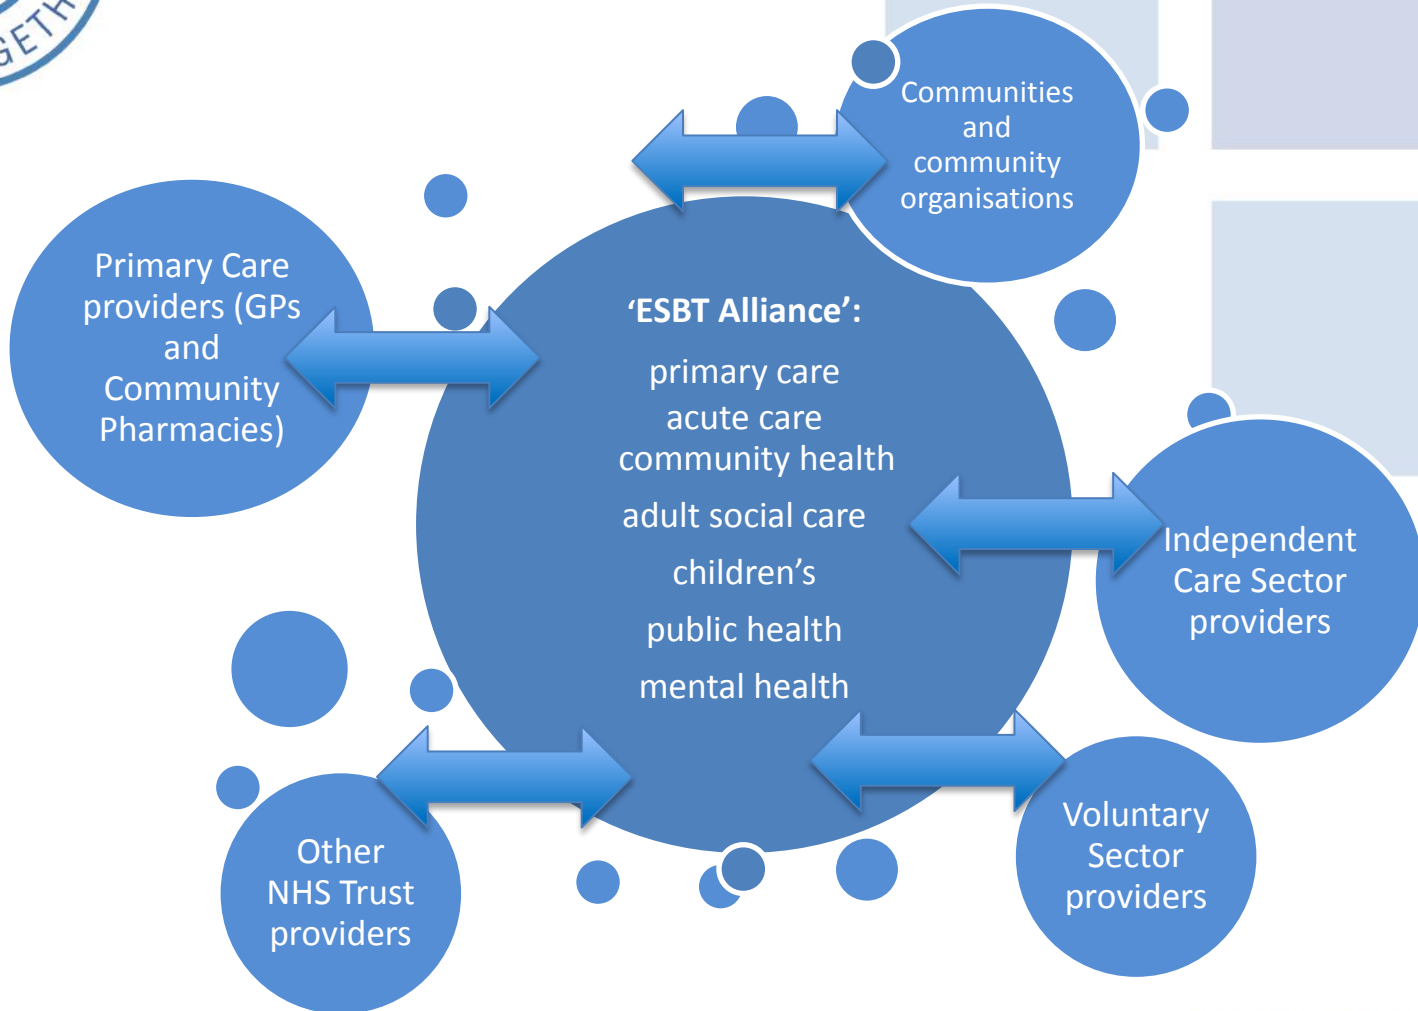 GETH
Communities
and
community
organisations
Primary Care
providers (GPs
and
Community
Pharmacies)
‘ESBT Alliance’:
primary care
acute care
community health
adult social care
children’s
public health
mental health
Independent
Care Sector
providers
Voluntary
Sector
providers
Other
NHS Trust
providers